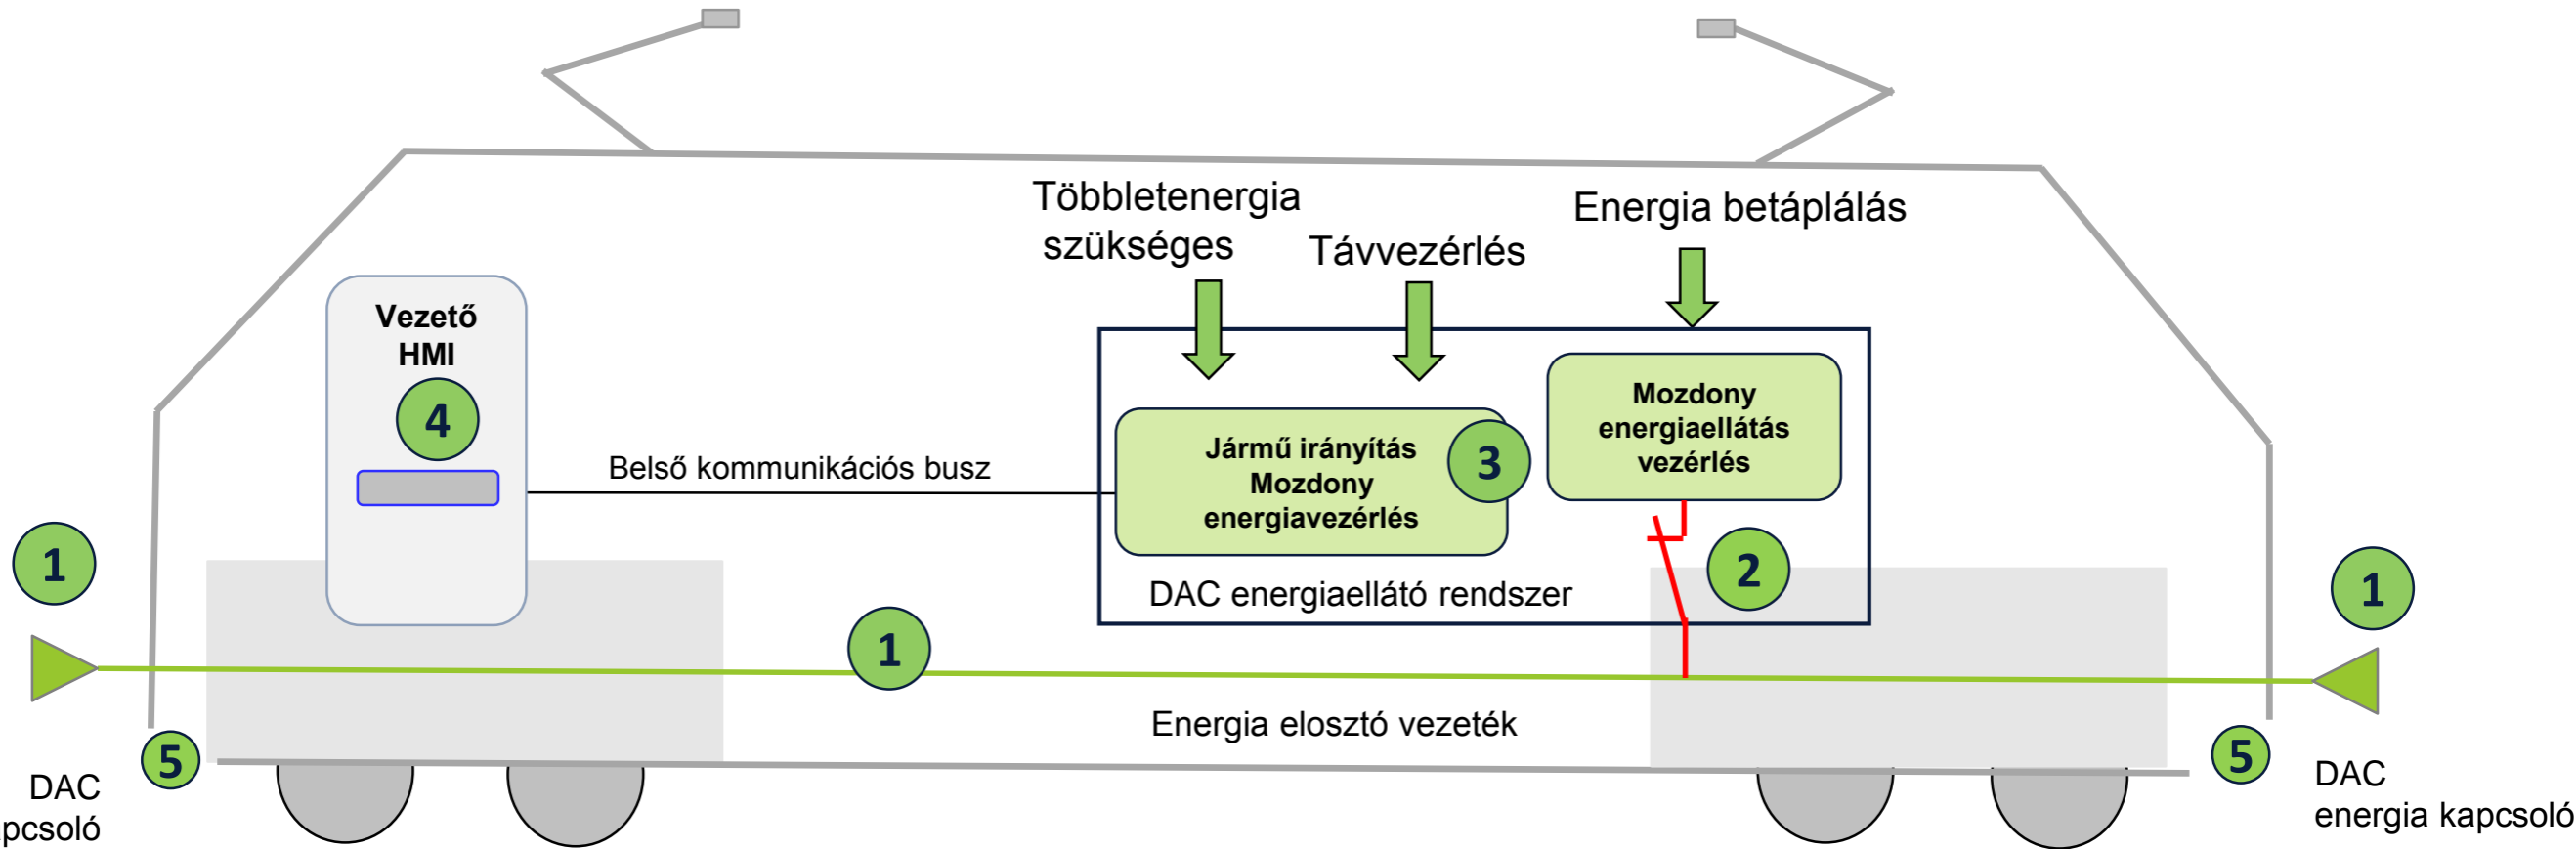 Többletenergia
szükséges
Távvezérlés
Energia betáplálás
Vezető
HMI
4
Belső kommunikációs busz
Jármű irányítás
Mozdony
energiavezérlés
3
Mozdony
energiaellátás
vezérlés
2
DAC energiaellátó rendszer
1
1
1
Energia elosztó vezeték
5
5
DAC
DAC
energia kapcsoló